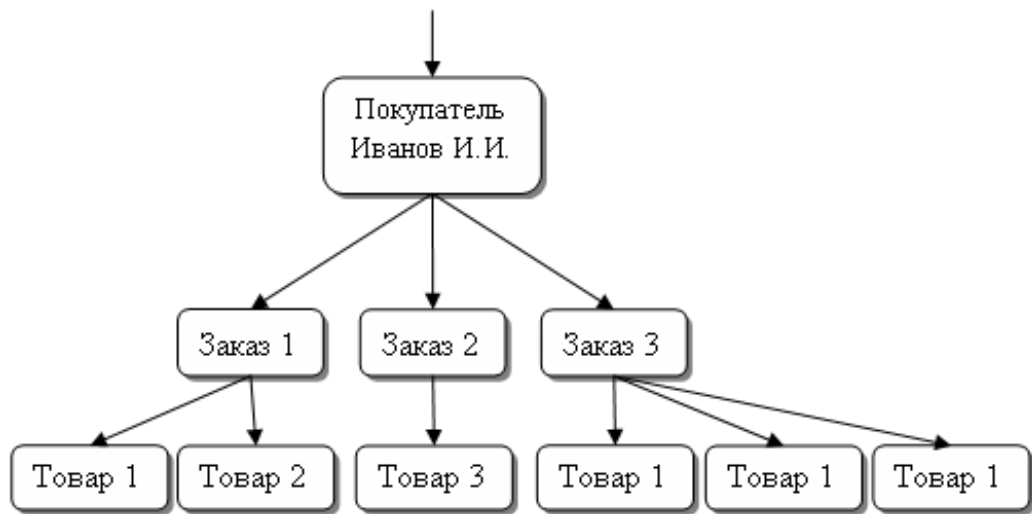 Покупатель
Иванов И.И.
Заказ 1
Заказ 2
Заказ 3
Товар 1
Товар 2
Товар 3
Товар 1
Товар 1
Товар 1